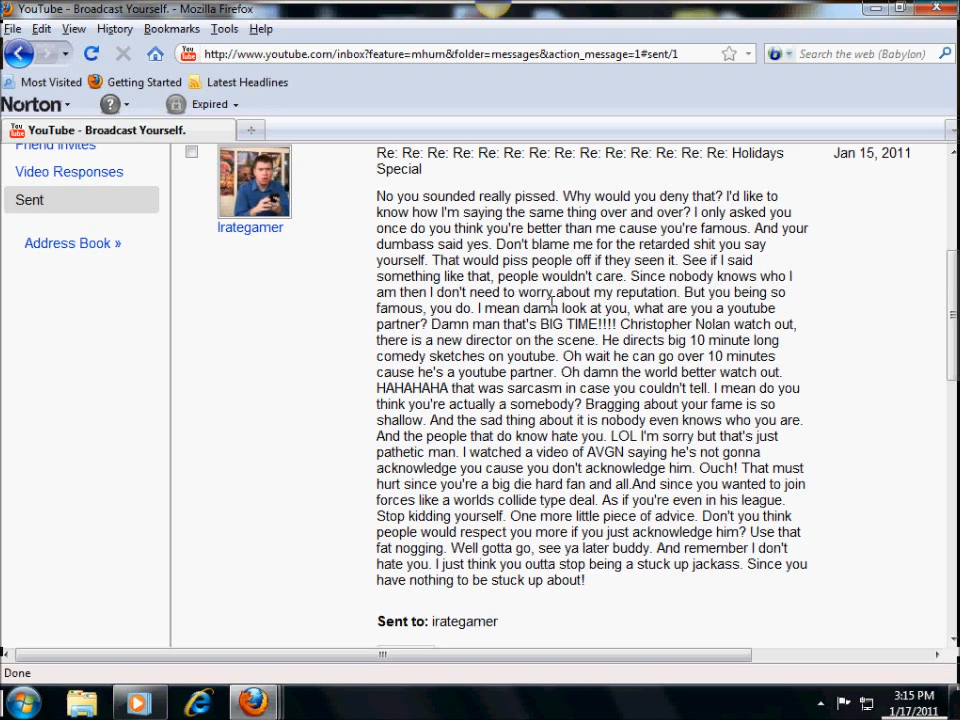 YouTube - Broadcast Yourself. - Mozilla Firefox
File Edit View History Bookmarks Tools Help
http://www.youtube.com/inbox?feature=mhum&folder=messages&action_message=1#sent/1
Search the web (Babylon)
Most Visited Getting Started Latest Headlines
Norton Expired
YouTube - Broadcast Yourself.
Friend Invites
Video Responses
Sent
Address Book »
Irategamer
Re: Re: Re: Re: Re: Re: Re: Re: Re: Re: Re: Re: Re: Re: Holidays
Special
Jan 15, 2011
No you sounded really pissed. Why would you deny that? I'd like to
know how I'm saying the same thing over and over? I only asked you
once do you think you're better than me cause you're famous. And your
dumbass said yes. Don't blame me for the retarded shit you say
yourself. That would piss people off if they seen it. See if I said
something like that, people wouldn't care. Since nobody knows who I
am then I don't need to worry about my reputation. But you being so
famous, you do. I mean damn look at you, what are you a youtube
partner? Damn man that's BIG TIME!!!! Christopher Nolan watch out,
there is a new director on the scene. He directs big 10 minute long
comedy sketches on youtube. Oh wait he can go over 10 minutes
cause he's a youtube partner. Oh damn the world better watch out.
HAHAHAHA that was sarcasm in case you couldn't tell. I mean do you
think you're actually a somebody? Bragging about your fame is so
shallow. And the sad thing about it is nobody even knows who you are.
And the people that do know hate you. LOL I'm sorry but that's just
pathetic man. I watched a video of AVGN saying he's not gonna
acknowledge you cause you don't acknowledge him. Ouch! That must
hurt since you're a big die hard fan and all.And since you wanted to join
forces like a worlds collide type deal. As if you're even in his league.
Stop kidding yourself. One more little piece of advice. Don't you think
people would respect you more if you just acknowledge him? Use that
fat nogging. Well gotta go, see ya later buddy. And remember I don't
hate you. I just think you outta stop being a stuck up jackass. Since you
have nothing to be stuck up about!
Sent to: irategamer
Done
3:15 PM
1/17/2011